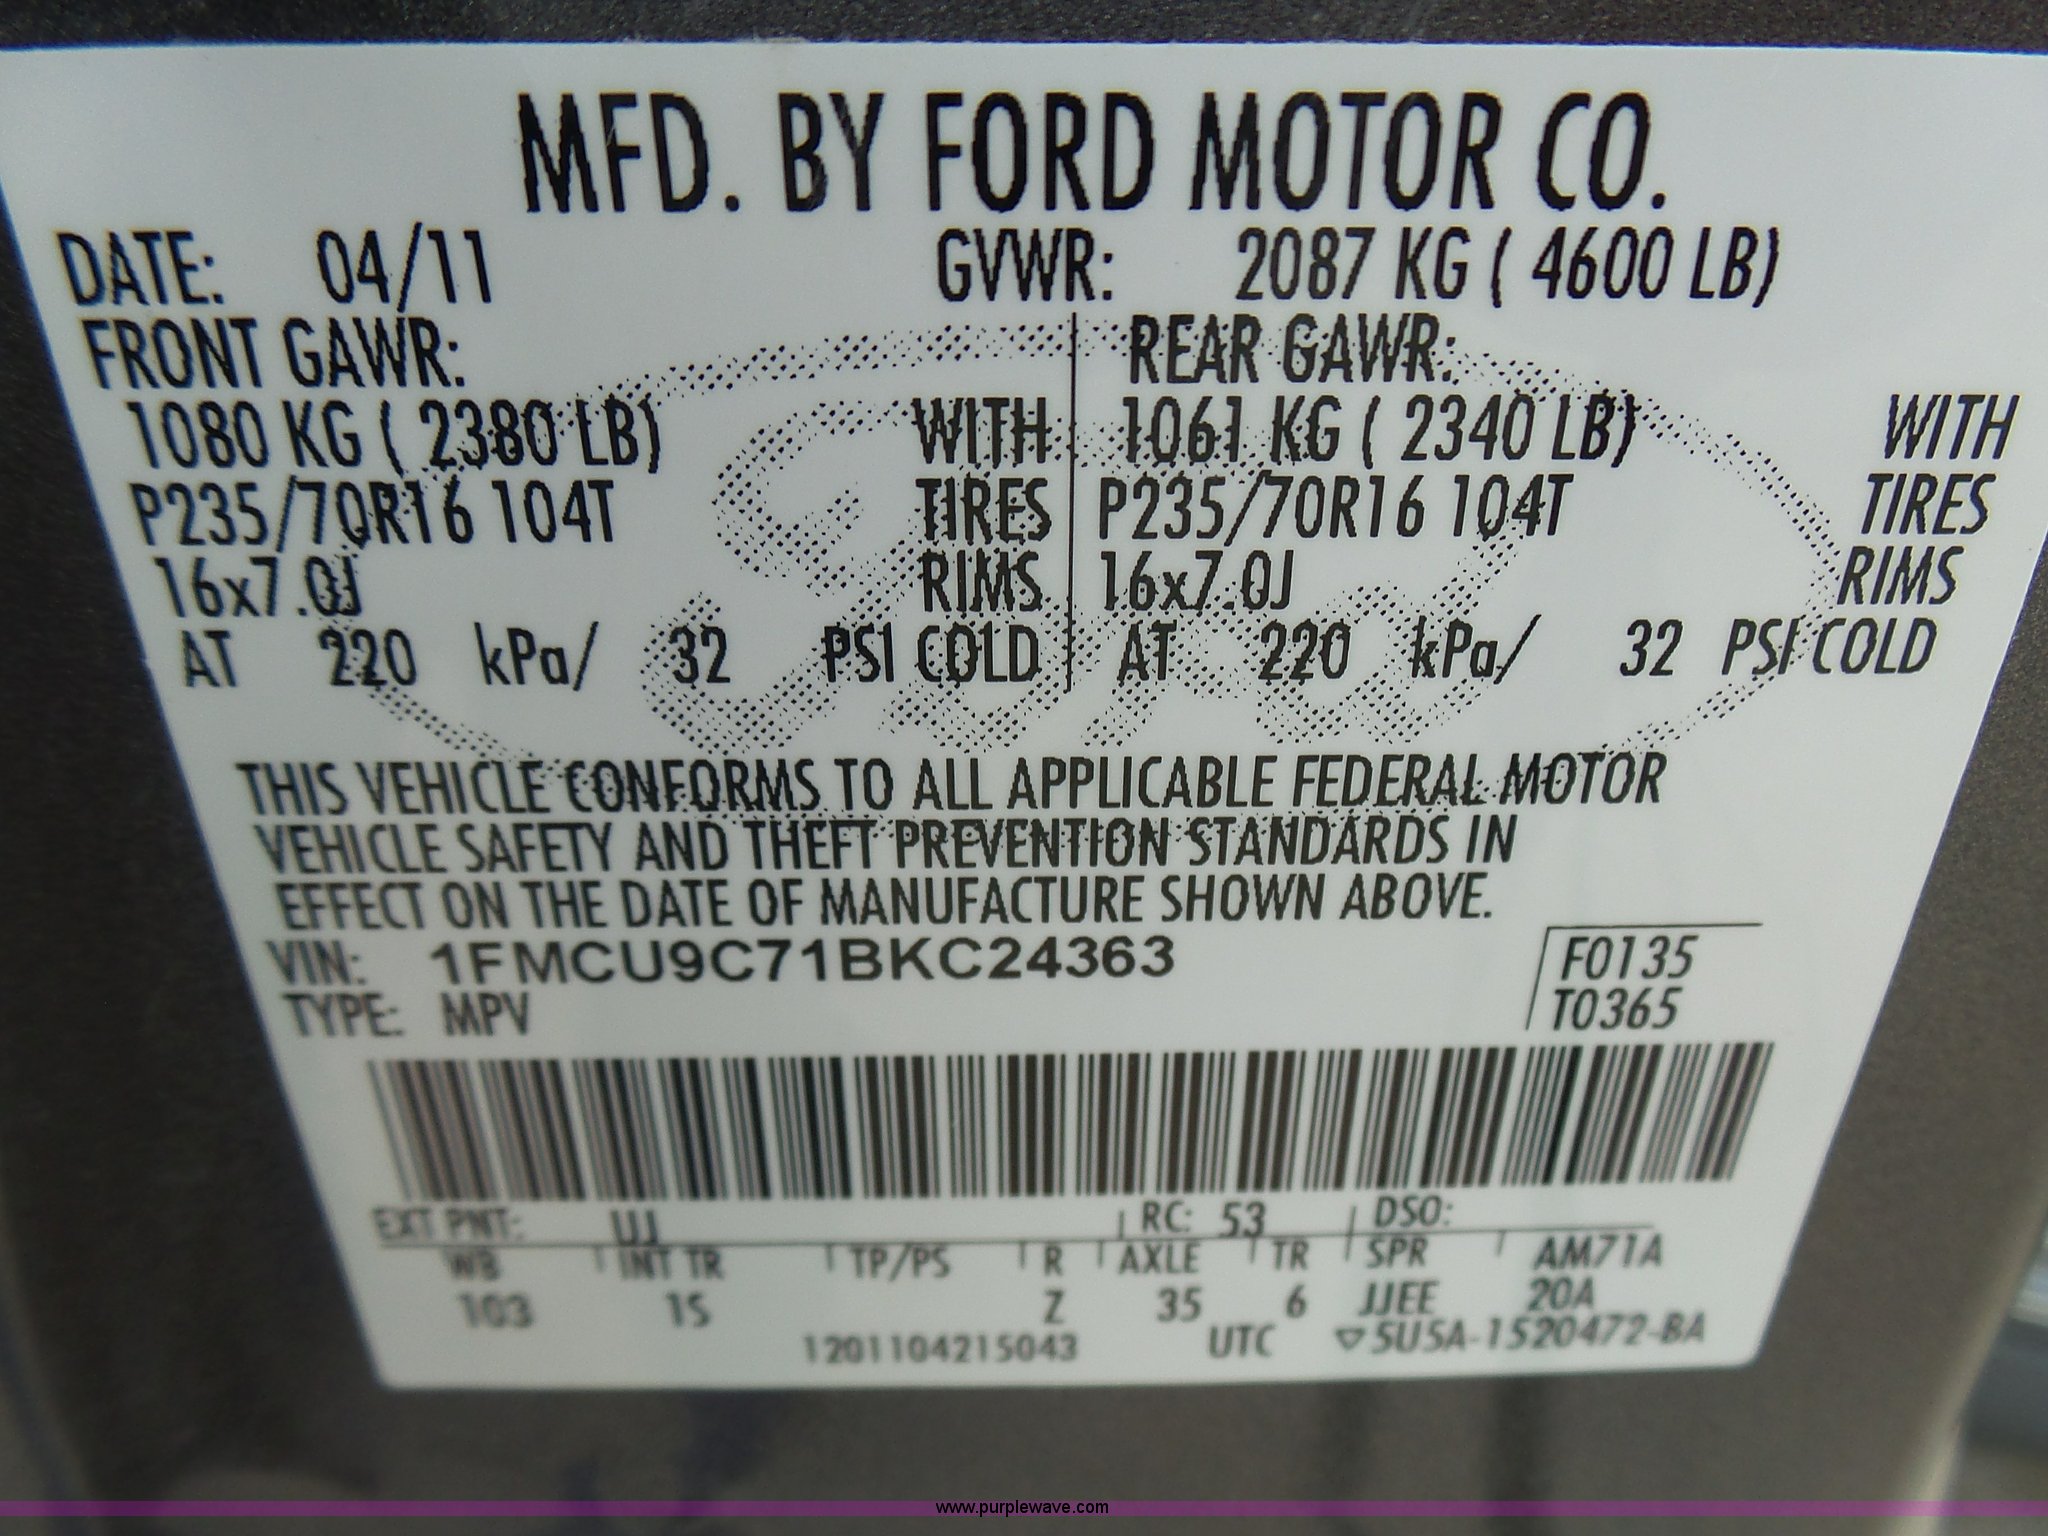 MFD. BY FORD MOTOR CO.
DATE: 04/11 GVWR: 2087 KG ( 4600 LB)
FRONT GAWR: REAR GAWR:
1080 KG ( 2380 LB) WITH 1061 KG ( 2340 LB) WITH
P235/70R16 104T TIRES P235/70R16 104T TIRES
16x7.0J RIMS 16x7.0J RIMS
AT 220 kPa/ 32 PSI COLD AT 220 kPa/ 32 PSI COLD
THIS VEHICLE CONFORMS TO ALL APPLICABLE FEDERAL MOTOR
VEHICLE SAFETY AND THEFT PREVENTION STANDARDS IN
EFFECT ON THE DATE OF MANUFACTURE SHOWN ABOVE.
VIN: 1FMCU9C71BKC24363 F0135
TYPE: MPV T0365
EXT PNT: UJ RC: 53 DSO:
WB INT TR TP/PS R AXLE TR SPR AM71A
103 1S Z 35 6 JJEE 20A
1201104215043 UTC ▽5U5A-1520472-BA
www.purplewave.com